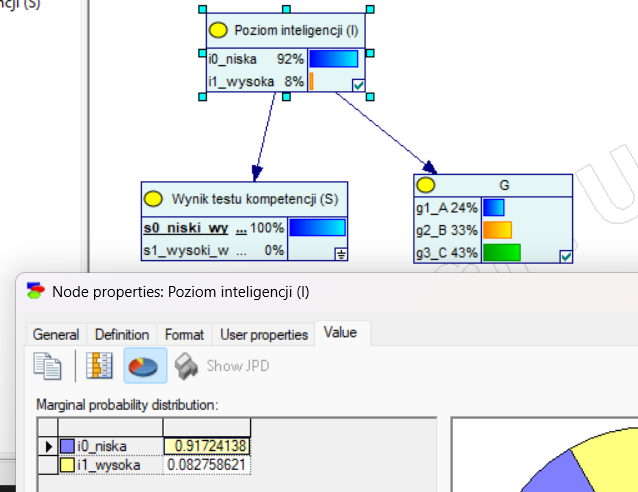 ncji (S)
Poziom inteligencji (I)
i0_niska 92%
i1_wysoka 8%
Wynik testu kompetencji (S)
s0_niski_wy ... 100%
s1_wysoki_w ... 0%
G
g1_A 24%
g2_B 33%
g3_C 43%
Node properties: Poziom inteligencji (I)
General Definition Format User properties Value
Show JPD
Marginal probability distribution:
i0_niska 0.91724138
i1_wysoka 0.082758621